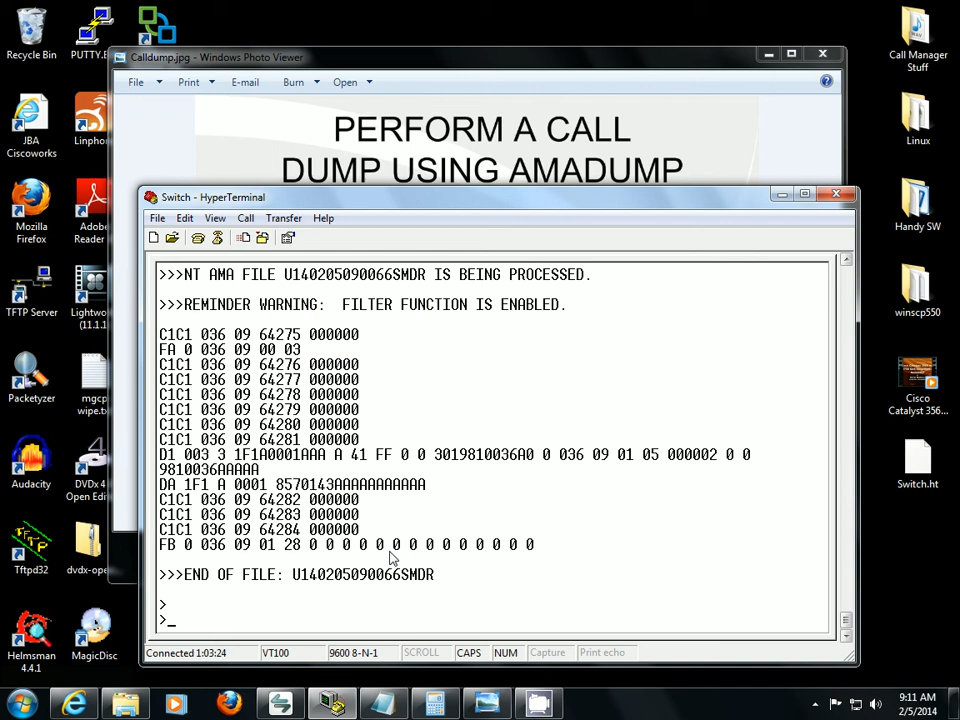 Recycle Bin
PUTTY.E
Calldump.jpg - Windows Photo Viewer
File
Print
E-mail
Burn
Open
PERFORM A CALL
DUMP USING AMADUMP
Call Manager
Stuff
JBA
Ciscoworks
Linph
Linux
Mozilla
Firefox
Adobe
Reader
Handy SW
TFTP Server
Lightw
(11.1.1
winscp550
Packetyzer
mgcp
wipe.tx
Cisco
Catalyst 356...
Audacity
DVDx 4
Open Edit
Switch.ht
Tftpd32
dvdx-ope
Helmsman
4.4.1
MagicDisc
Switch - HyperTerminal
File Edit View Call Transfer Help
>>>NT AMA FILE U140205090066SMDR IS BEING PROCESSED.
>>>REMINDER WARNING:  FILTER FUNCTION IS ENABLED.
C1C1 036 09 64275 000000
FA 0 036 09 00 03
C1C1 036 09 64276 000000
C1C1 036 09 64277 000000
C1C1 036 09 64278 000000
C1C1 036 09 64279 000000
C1C1 036 09 64280 000000
C1C1 036 09 64281 000000
D1 003 3 1F1A0001AAA A 41 FF 0 0 3019810036A0 0 036 09 01 05 000002 0 0
9810036AAAAA
DA 1F1 A 0001 8570143AAAAAAAAAAA
C1C1 036 09 64282 000000
C1C1 036 09 64283 000000
C1C1 036 09 64284 000000
FB 0 036 09 01 28 0 0 0 0 0 0 0 0 0 0 0 0 0 0
>>>END OF FILE: U140205090066SMDR
>
>_
Connected 1:03:24 VT100 9600 8-N-1 SCROLL CAPS NUM Capture Print echo
9:11 AM
2/5/2014